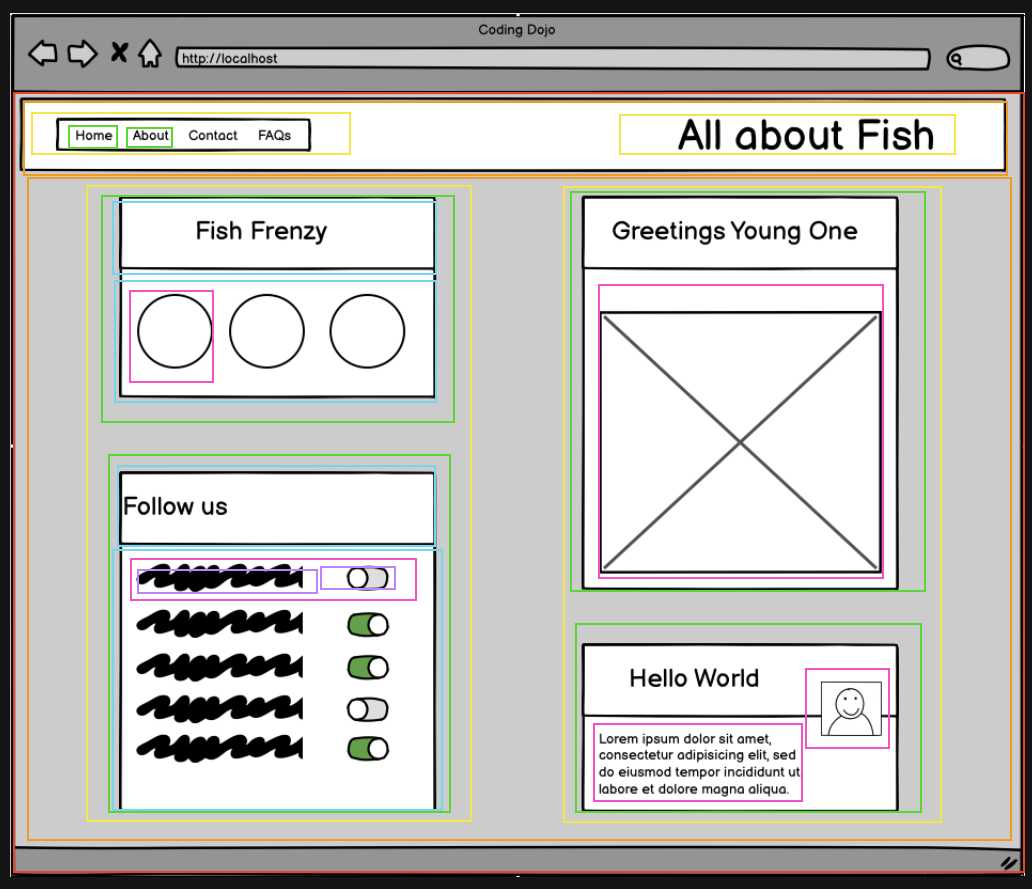 Coding Dojo
http://localhost
Home About Contact FAQs
All about Fish
Fish Frenzy
Follow us
Greetings Young One
Hello World
Lorem ipsum dolor sit amet,
consectetur adipisicing elit, sed
do eiusmod tempor incididunt ut
labore et dolore magna aliqua.